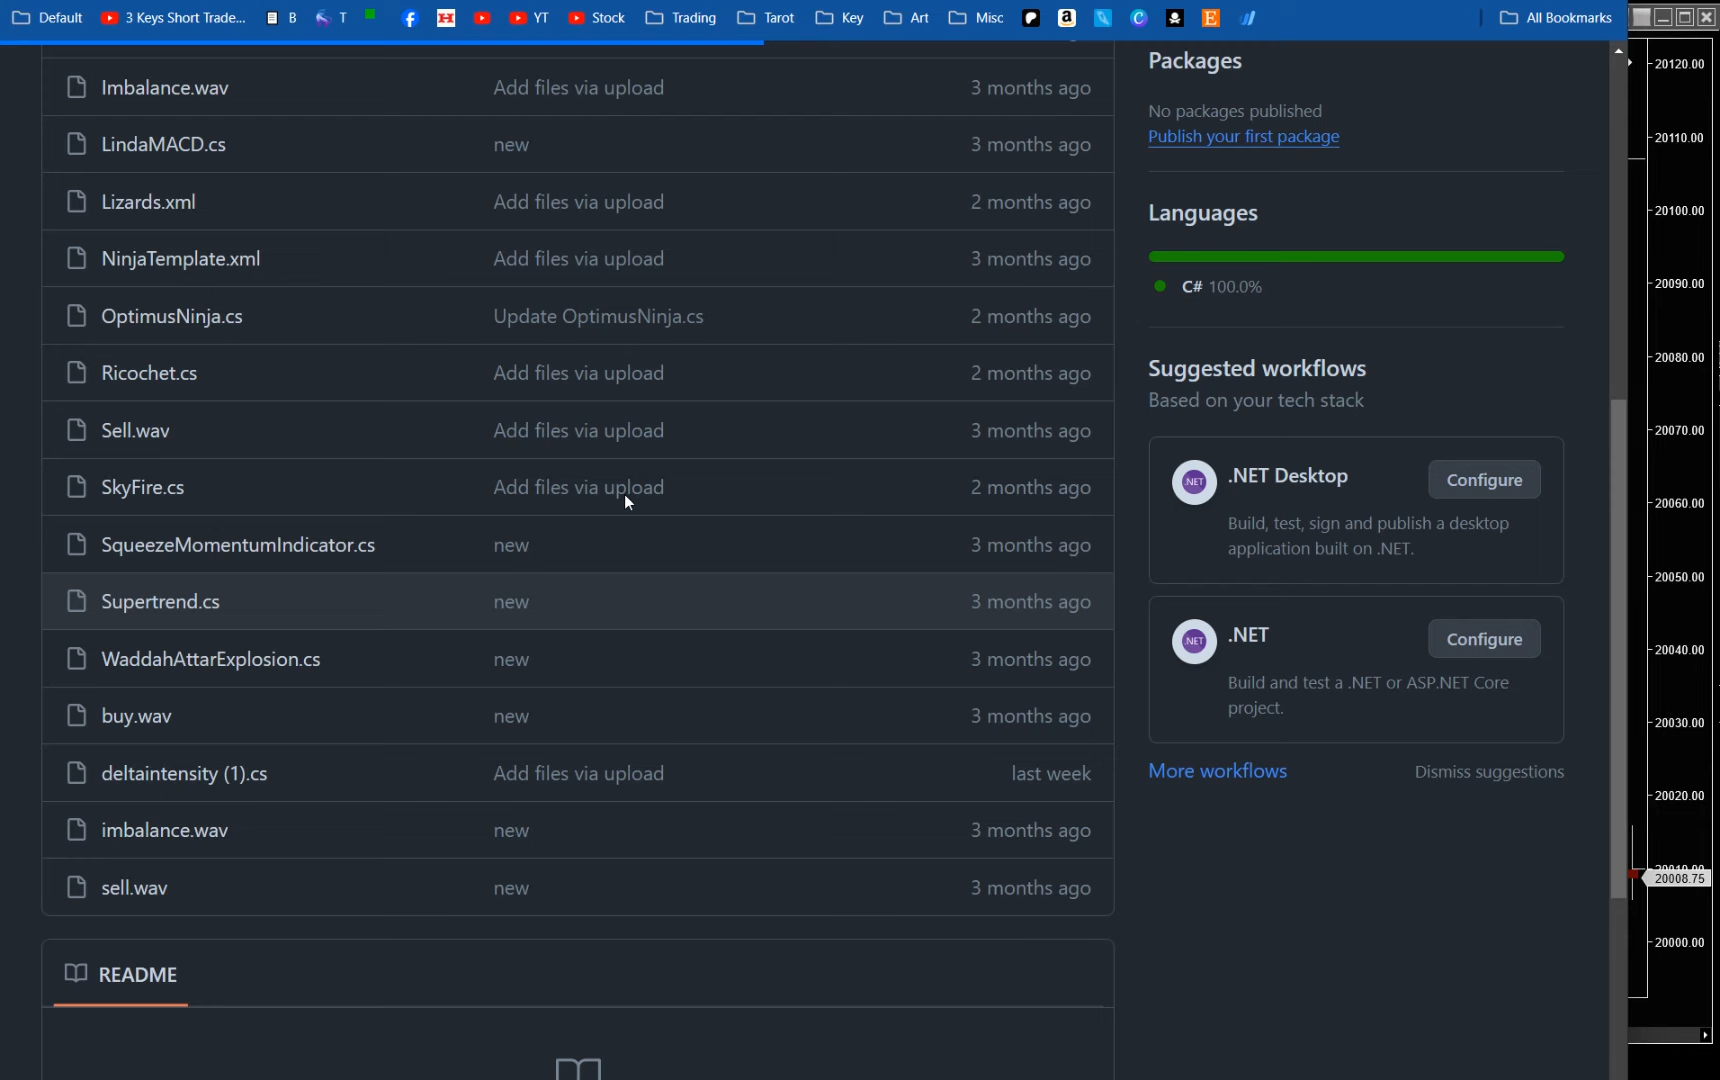 Default
3 Keys Short Trade...
B
T
YT
Stock
Trading
Tarot
Key
Art
Misc
All Bookmarks
Imbalance.wav Add files via upload 3 months ago
LindaMACD.cs new 3 months ago
Lizards.xml Add files via upload 2 months ago
NinjaTemplate.xml Add files via upload 3 months ago
OptimusNinja.cs Update OptimusNinja.cs 2 months ago
Ricochet.cs Add files via upload 2 months ago
Sell.wav Add files via upload 3 months ago
SkyFire.cs Add files via upload 2 months ago
SqueezeMomentumIndicator.cs new 3 months ago
Supertrend.cs new 3 months ago
WaddahAttarExplosion.cs new 3 months ago
buy.wav new 3 months ago
deltaintensity (1).cs Add files via upload last week
imbalance.wav new 3 months ago
sell.wav new 3 months ago
README
Packages
No packages published
Publish your first package
Languages
C# 100.0%
Suggested workflows
Based on your tech stack
.NET
.NET Desktop
Configure
Build, test, sign and publish a desktop
application built on .NET.
.NET
.NET
Configure
Build and test a .NET or ASP.NET Core
project.
More workflows
Dismiss suggestions
20120.00
20110.00
20100.00
20090.00
20080.00
20070.00
20060.00
20050.00
20040.00
20030.00
20020.00
20010.00
20008.75
20000.00